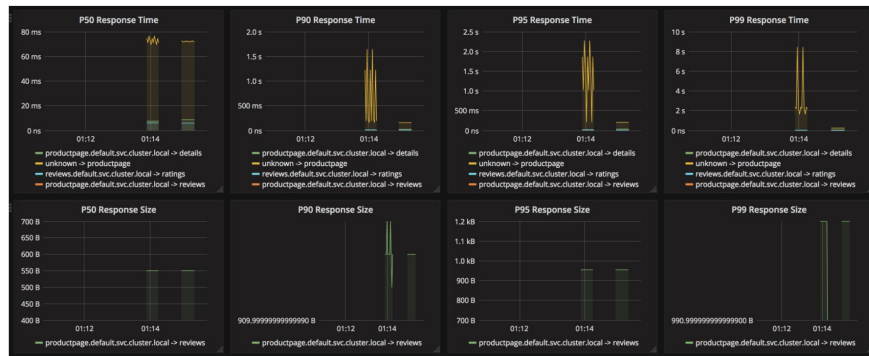 P50 Response Time
80 ms
60 ms
40 ms
20 ms
0 ns
01:12
01:14
productpage.default.svc.cluster.local -> details
unknown -> productpage
reviews.default.svc.cluster.local -> ratings
productpage.default.svc.cluster.local -> reviews
P90 Response Time
2.0 s
1.5 s
1.0 s
500 ms
0 ns
01:12
01:14
productpage.default.svc.cluster.local -> details
unknown -> productpage
reviews.default.svc.cluster.local -> ratings
productpage.default.svc.cluster.local -> reviews
P95 Response Time
2.5 s
2.0 s
1.5 s
1.0 s
500 ms
0 ns
01:12
01:14
productpage.default.svc.cluster.local -> details
unknown -> productpage
reviews.default.svc.cluster.local -> ratings
productpage.default.svc.cluster.local -> reviews
P99 Response Time
10 s
8 s
6 s
4 s
2 s
0 ns
01:12
01:14
productpage.default.svc.cluster.local -> details
unknown -> productpage
reviews.default.svc.cluster.local -> ratings
productpage.default.svc.cluster.local -> reviews
P50 Response Size
700 B
650 B
600 B
550 B
500 B
450 B
400 B
01:12
01:14
productpage.default.svc.cluster.local -> reviews
P90 Response Size
01:12
01:14
productpage.default.svc.cluster.local -> reviews
P95 Response Size
1.2 kB
1.1 kB
1.0 kB
900 B
800 B
700 B
01:12
01:14
productpage.default.svc.cluster.local -> reviews
P99 Response Size
01:12
01:14
productpage.default.svc.cluster.local -> reviews